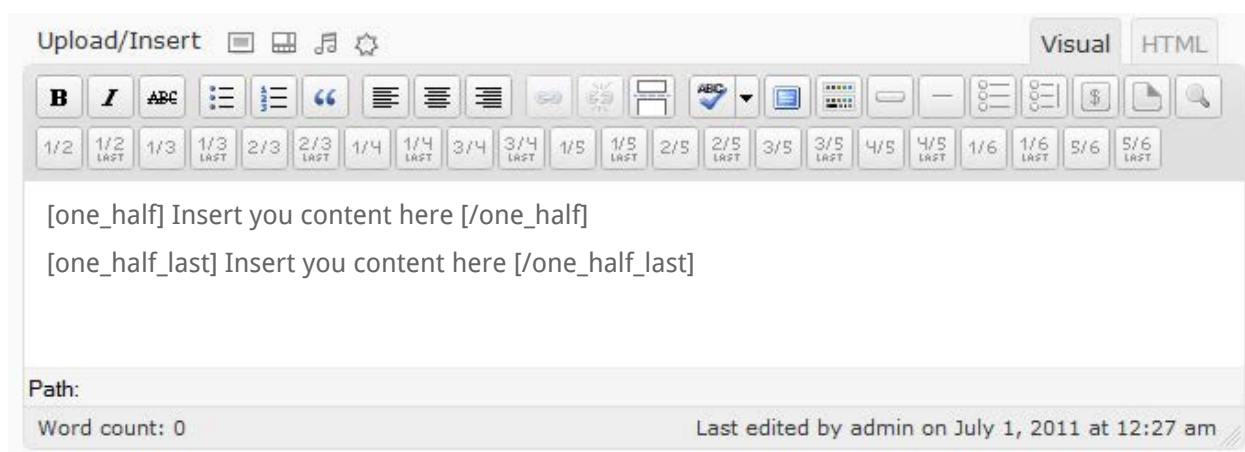 Upload/Insert Visual HTML
B I ABC ABC
1/2 1/2 LAST 1/3 1/3 LAST 2/3 2/3 LAST 1/4 1/4 LAST 3/4 3/4 LAST 1/5 1/5 LAST 2/5 2/5 LAST 3/5 3/5 LAST 4/5 4/5 LAST 1/6 1/6 LAST 5/6 5/6 LAST
[one_half] Insert you content here [/one_half]
[one_half_last] Insert you content here [/one_half_last]
Path:
Word count: 0 Last edited by admin on July 1, 2011 at 12:27 am